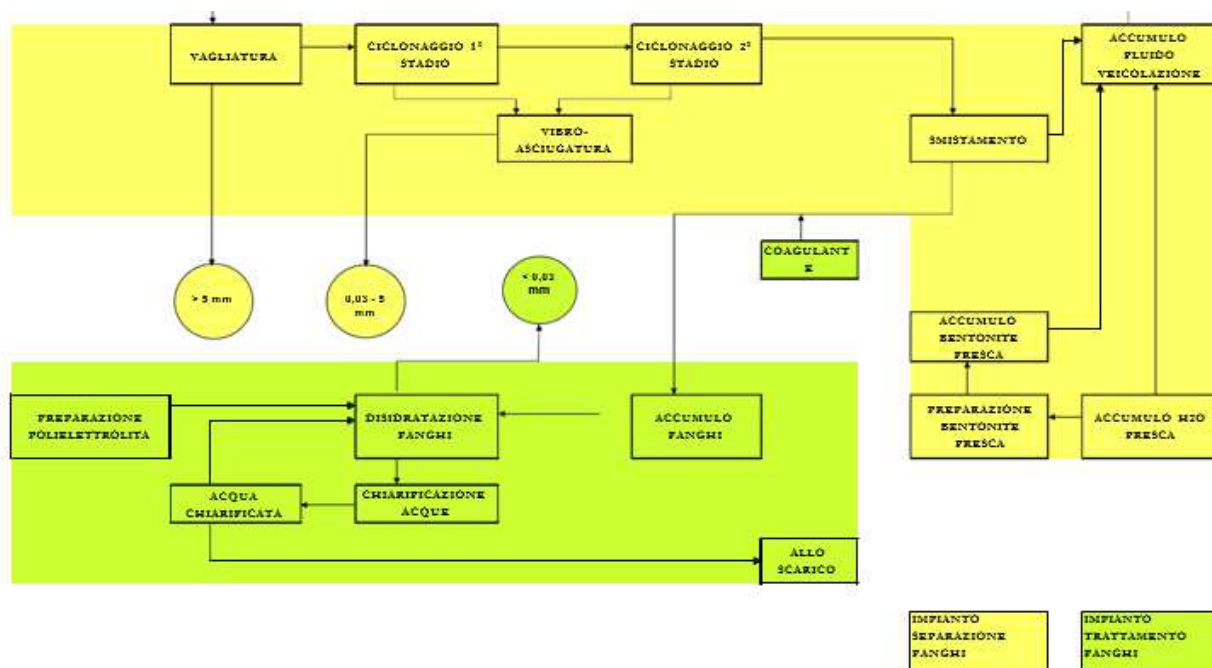 VAGLIATURA
CICLONAGGIO 1°
STADIO
CICLONAGGIO 2°
STADIO
ACCUMULO
FLUIDO
VEICOLAZIONE
VIBRO-
ASCIUGATURA
SMISTAMENTO
COAGULANT
E
> 5 mm
0,03 - 5
mm
< 0,03
mm
ACCUMULO
BENTONITE
FRESCA
PREPARAZIONE
POLIELETTROLITA
DISIDRATAZIONE
FANGHI
ACCUMULO
FANGHI
PREPARAZIONE
BENTONITE
FRESCA
ACCUMULO H2O
FRESCA
ACQUA
CHIARIFICATA
CHIARIFICAZIONE
ACQUE
ALLO
SCARICO
IMPIANTO
SEPARAZIONE
FANGHI
IMPIANTO
TRATTAMENTO
FANGHI